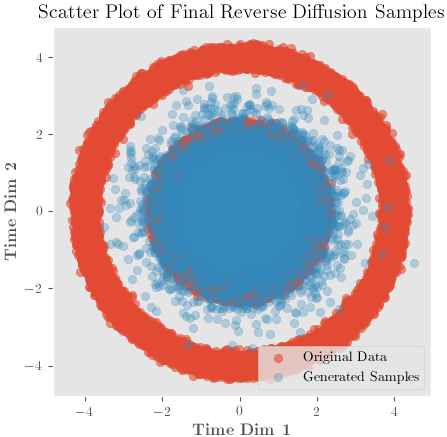 Scatter Plot of Final Reverse Diffusion Samples
4
2
0
−2
−4
Time Dim 2
Original Data
Generated Samples
−4 −2 0 2 4
Time Dim 1